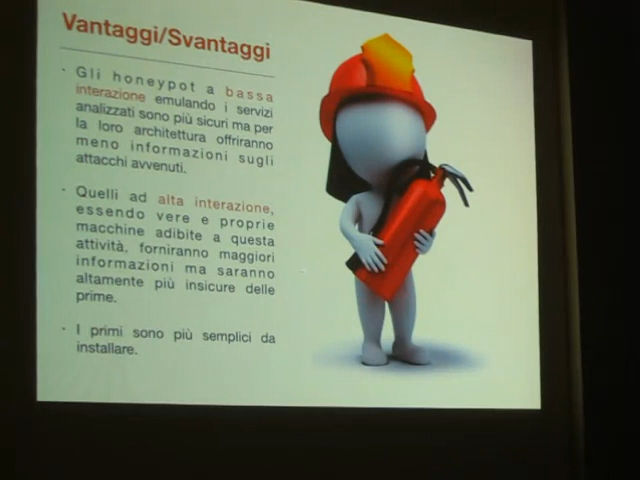 Vantaggi/Svantaggi
· Gli honeypot a bassa
interazione emulando i servizi
analizzati sono più sicuri ma per
la loro architettura offriranno
meno informazioni sugli
attacchi avvenuti.
· Quelli ad alta interazione,
essendo vere e proprie
macchine adibite a questa
attività, forniranno maggiori
informazioni ma saranno
altamente più insicure delle
prime.
· I primi sono più semplici da
installare.